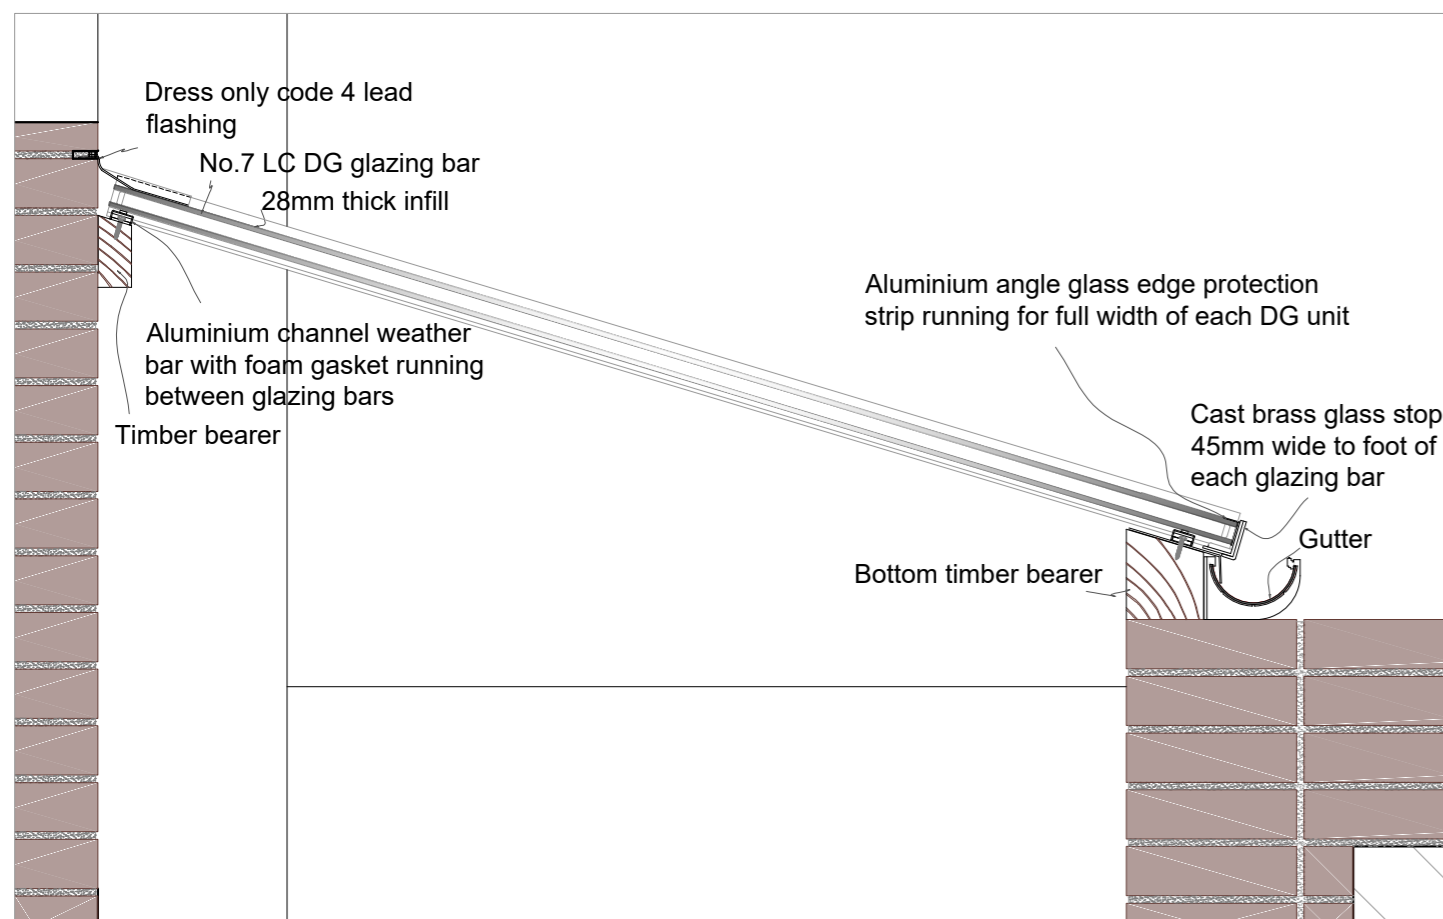 Dress only code 4 lead
flashing
No.7 LC DG glazing bar
28mm thick infill
Aluminium channel weather
bar with foam gasket running
between glazing bars
Timber bearer
Aluminium angle glass edge protection
strip running for full width of each DG unit
Cast brass glass stop
45mm wide to foot of
each glazing bar
Gutter
Bottom timber bearer